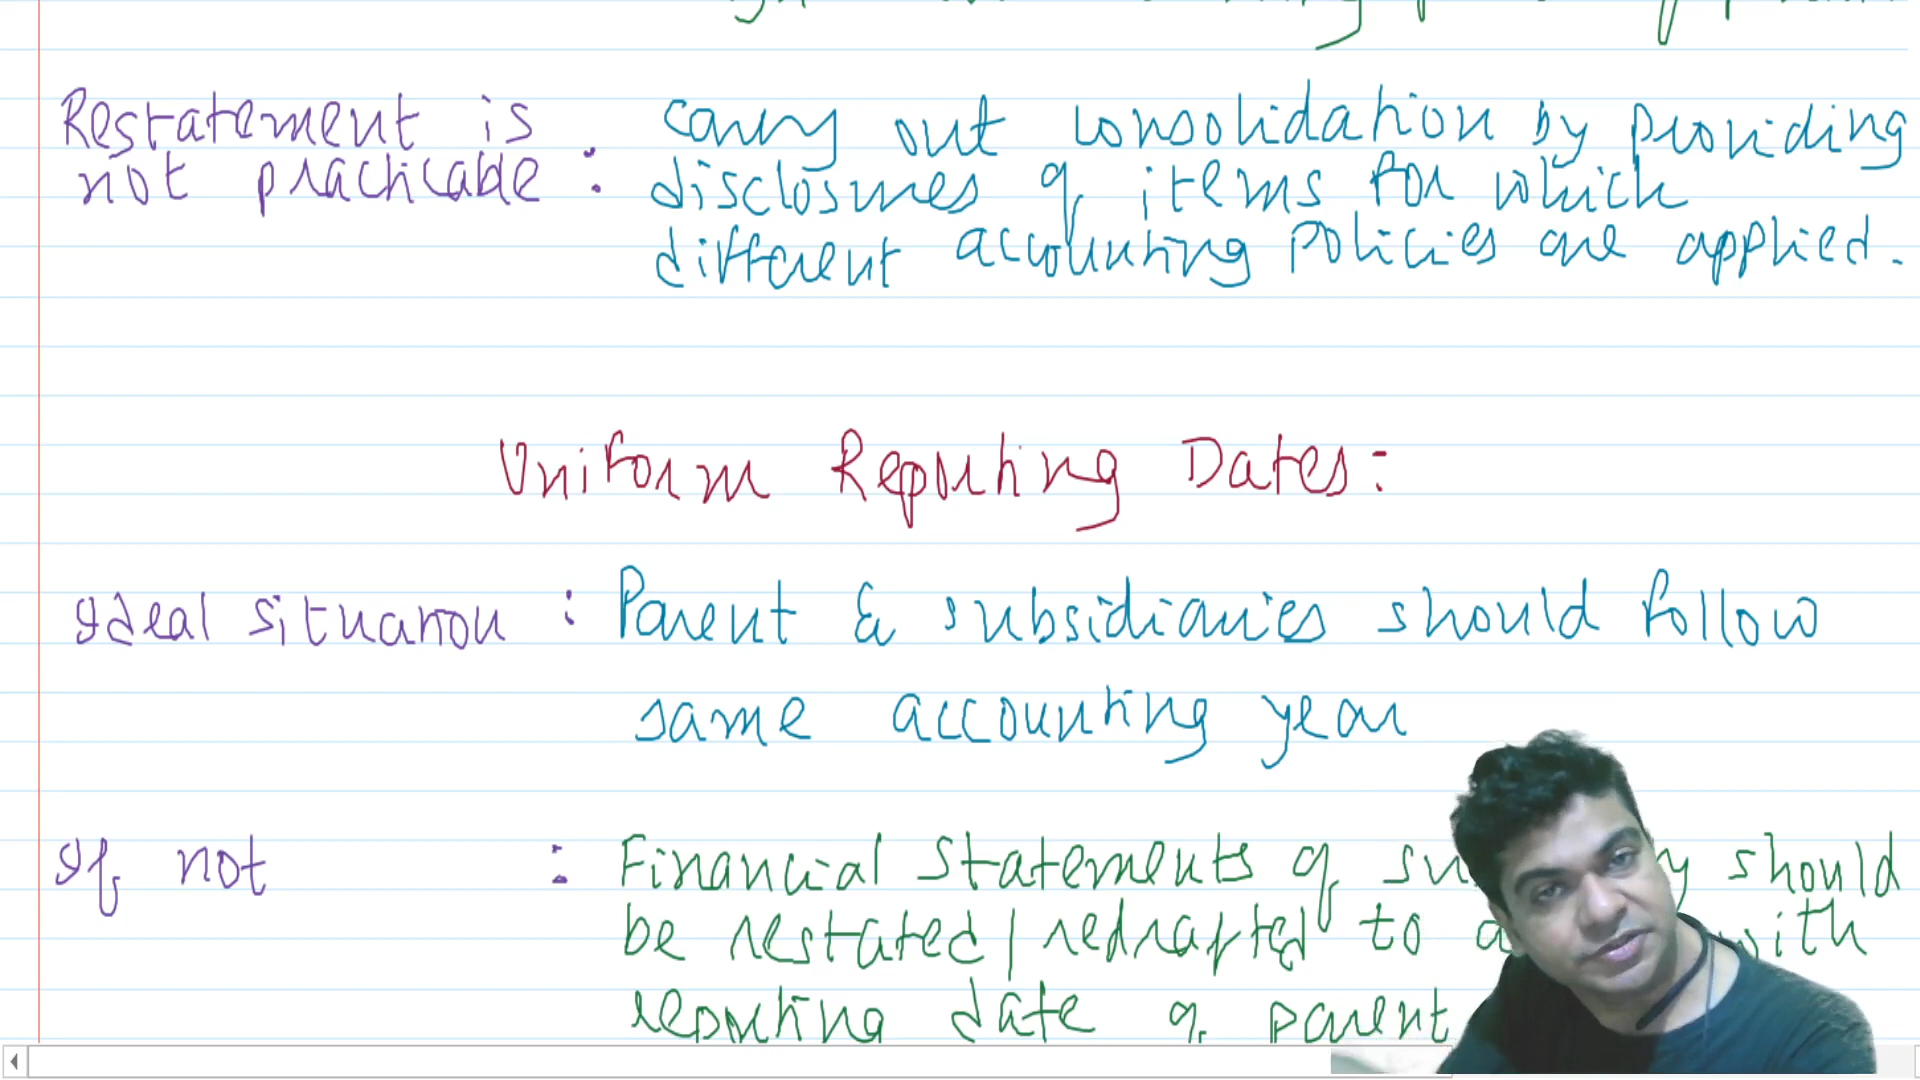 Restatement is
not practicable :
carry out consolidation by providing
disclosures of items for which
different accounting policies are applied.
Uniform Reporting Dates:
Ideal situation : Parent & subsidiaries should follow
same accounting year
If not : Financial Statements of should
be restated/redrafted to with
reporting date of parent